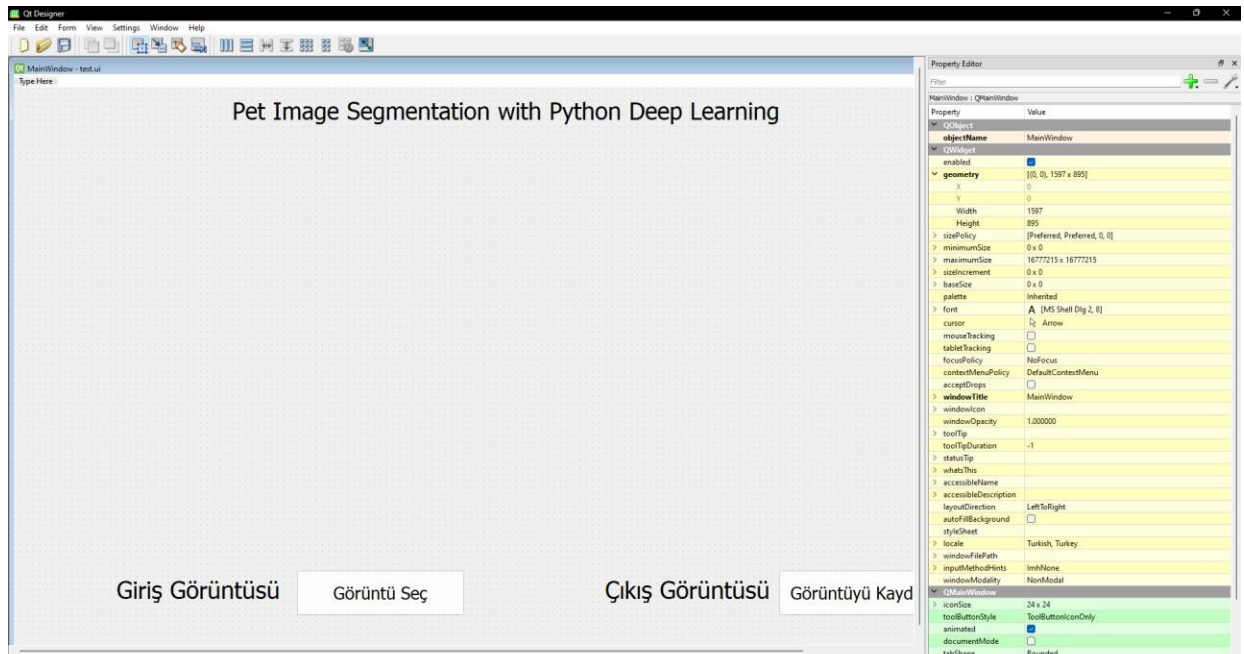 Qt Designer
File Edit Form View Settings Window Help
MainWindow - test.ui
Type Here
Pet Image Segmentation with Python Deep Learning
Giriş Görüntüsü
Görüntü Seç
Çıkış Görüntüsü
Görüntüyü Kayd
Property Editor
Filter
MainWindow : QMainWindow
Property Value
QObject
objectName MainWindow
QWidget
enabled
geometry [(0, 0), 1597 x 895]
X 0
Y 0
Width 1597
Height 895
sizePolicy [Preferred, Preferred, 0, 0]
minimumSize 0 x 0
maximumSize 16777215 x 16777215
sizeIncrement 0 x 0
baseSize 0 x 0
palette Inherited
font A [MS Shell Dlg 2, 8]
cursor Arrow
mouseTracking
tabletTracking
focusPolicy NoFocus
contextMenuPolicy DefaultContextMenu
acceptDrops
windowTitle MainWindow
windowIcon
windowOpacity 1.000000
toolTip
toolTipDuration -1
statusTip
whatsThis
accessibleName
accessibleDescription
layoutDirection LeftToRight
autoFillBackground
styleSheet
locale Turkish, Turkey
windowFilePath
inputMethodHints ImhNone
windowModality NonModal
QMainWindow
iconSize 24 x 24
toolButtonStyle ToolButtonIconOnly
animated
documentMode
tabShape Rounded